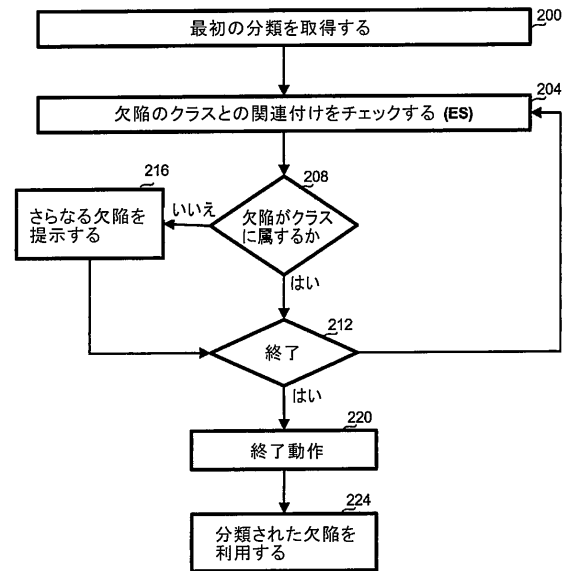 200
最初の分類を取得する
204
欠陥のクラスとの関連付けをチェックする (ES)
216
208
さらなる欠陥を
提示する
いいえ
欠陥がクラス
に属するか
はい
212
終了
はい
220
終了動作
224
分類された欠陥を
利用する